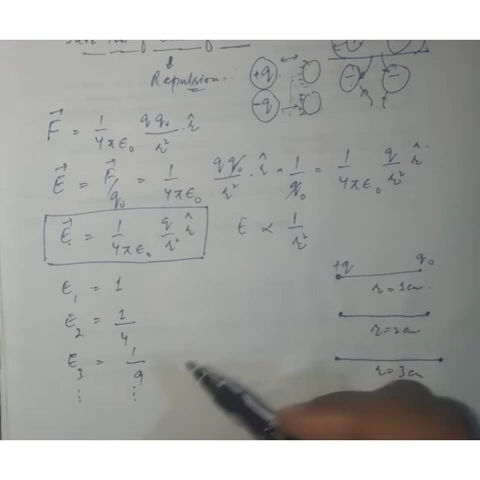 Repulsion.
+q
-q
F⃗ = 1/4πε₀ qq₀/r² · r̂
E⃗ = F⃗/q₀ = 1/4πε₀ qq₀/r² · r̂ · 1/q₀ = 1/4πε₀ q/r² r̂
E⃗ = 1/4πε₀ q/r² r̂
E ∝ 1/r²
+q q₀
r=1cm
E₁ = 1
r=2cm
E₂ = 1/4
r=3cm
E₃ = 1/9
⋮ ⋮